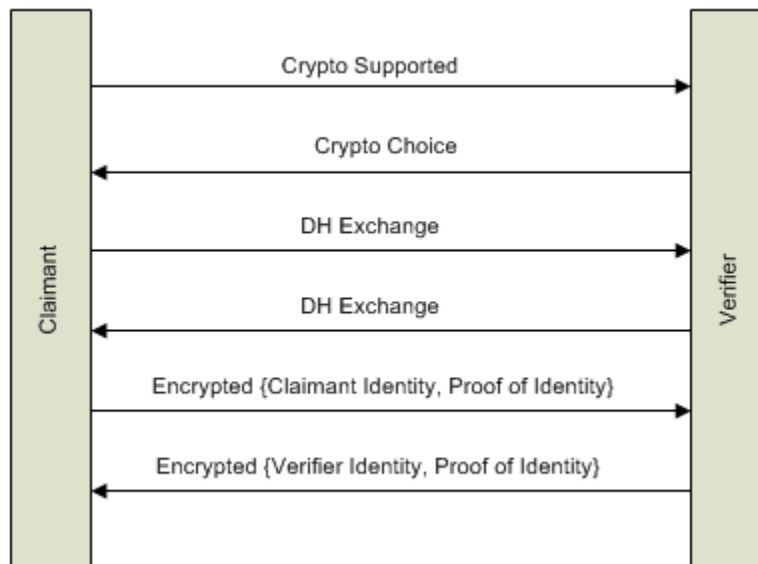 Crypto Supported
Crypto Choice
DH Exchange
Claimant
Verifier
DH Exchange
Encrypted {Claimant Identity, Proof of Identity}
Encrypted {Verifier Identity, Proof of Identity}